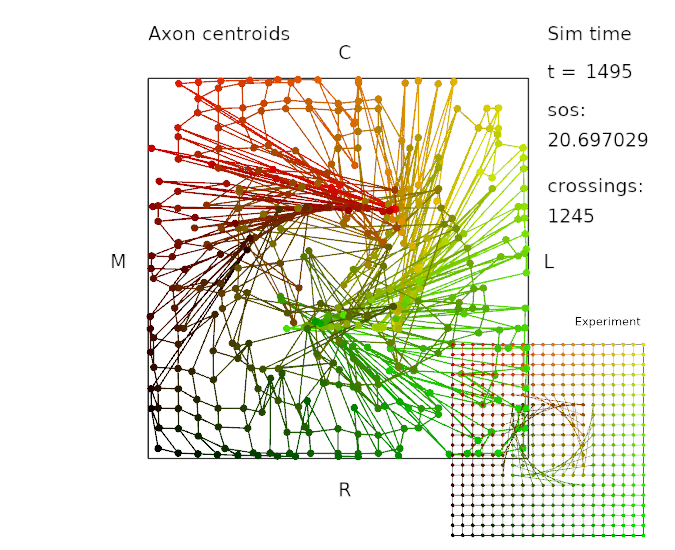 Axon centroids
C
Sim time
t = 1495
sos:
20.697029
crossings:
1245
M
L
Experiment
R